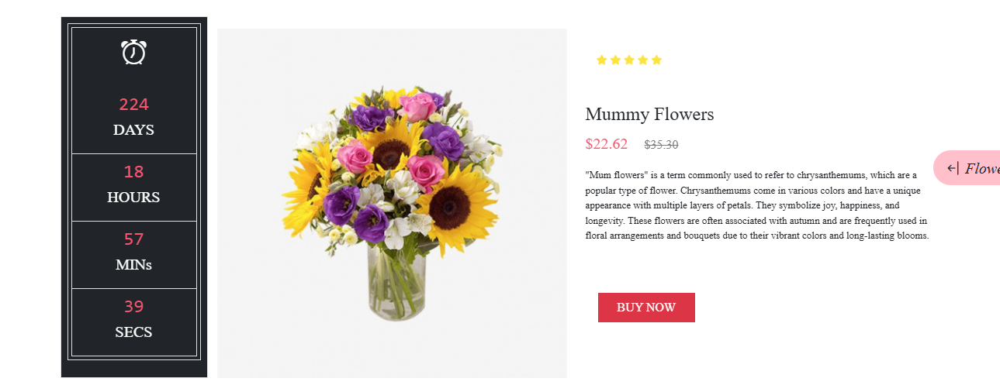 224
DAYS
18
HOURS
57
MINs
39
SECS
Mummy Flowers
$22.62 $35.30
"Mum flowers" is a term commonly used to refer to chrysanthemums, which are a
popular type of flower. Chrysanthemums come in various colors and have a unique
appearance with multiple layers of petals. They symbolize joy, happiness, and
longevity. These flowers are often associated with autumn and are frequently used in
floral arrangements and bouquets due to their vibrant colors and long-lasting blooms.
BUY NOW